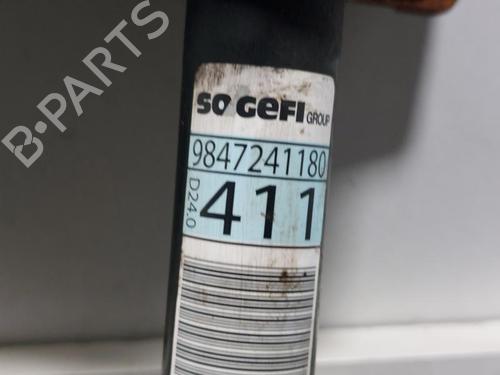 B-PARTS
SOGEFI GROUP
9847241180
D24.0
411